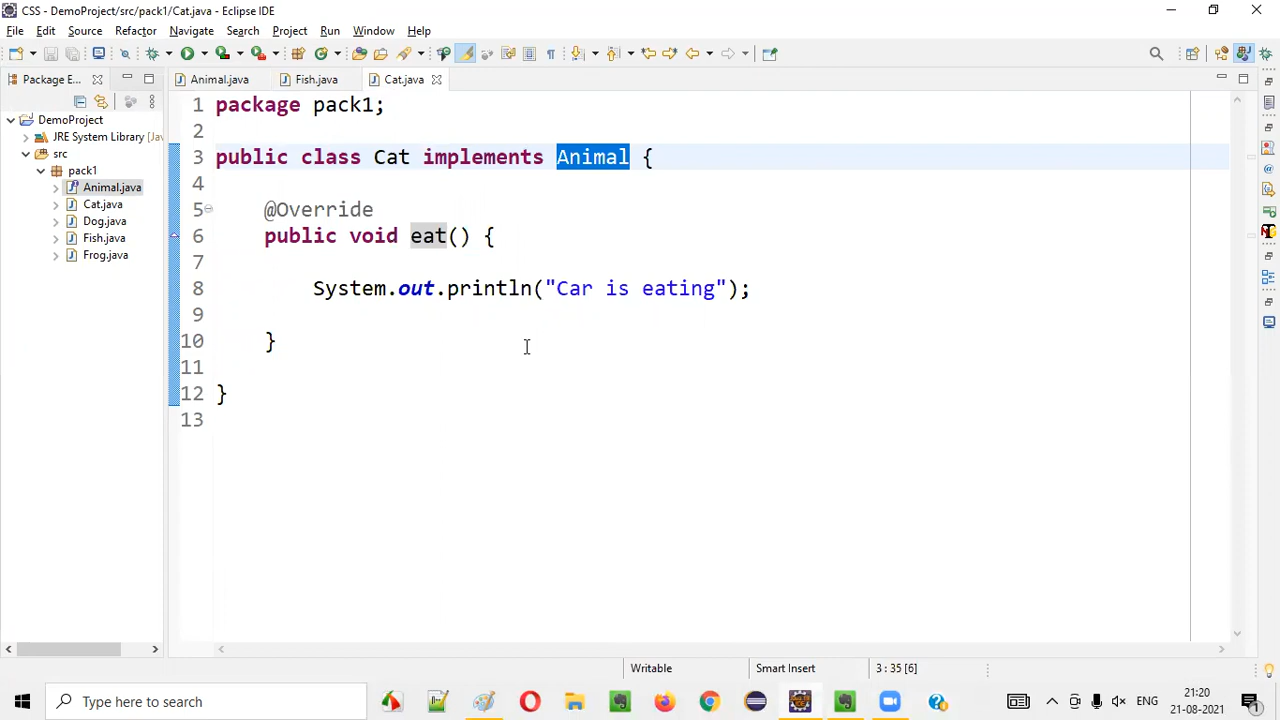 CSS - DemoProject/src/pack1/Cat.java - Eclipse IDE
File Edit Source Refactor Navigate Search Project Run Window Help
Package E...
Animal.java
Fish.java
Cat.java
DemoProject
JRE System Library [Jav
src
pack1
Animal.java
Cat.java
Dog.java
Fish.java
Frog.java
1 package pack1;
2
3 public class Cat implements Animal {
4
5 @Override
6 public void eat() {
7
8 System.out.println("Car is eating");
9
10 }
11
12 }
13
Writable
Smart Insert
3 : 35 [6]
Type here to search
ENG
21:20
21-08-2021
1